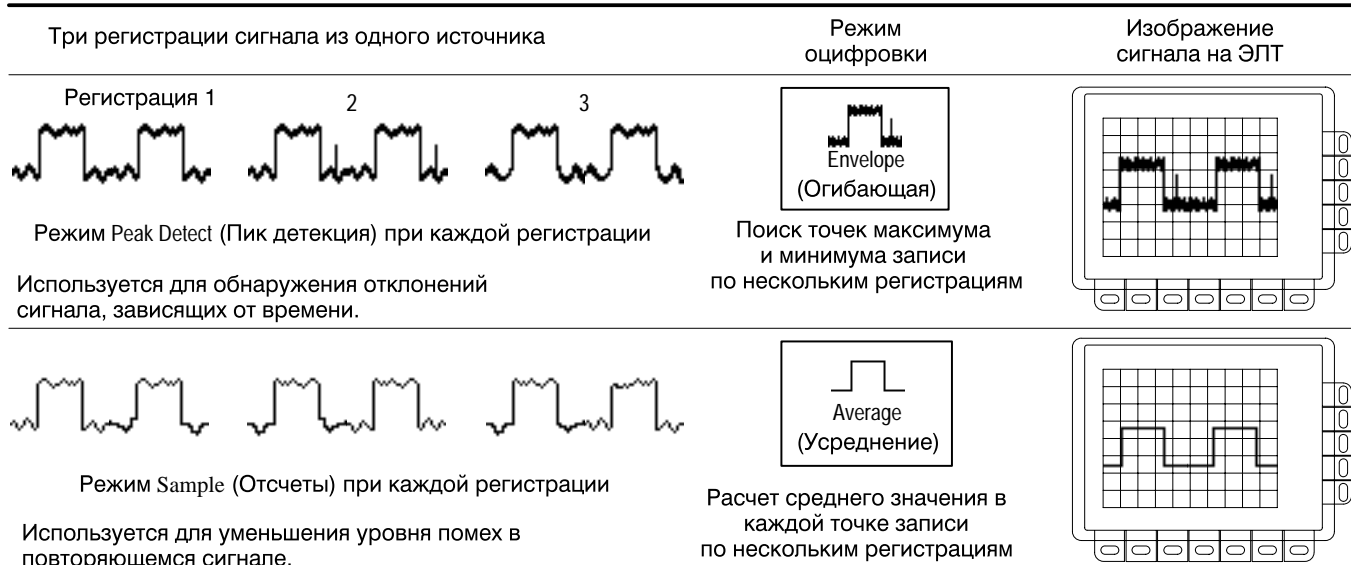 Три регистрации сигнала из одного источника
Режим
оцифровки
Изображение
сигнала на ЭЛТ
Регистрация 1
2
3
Envelope
(Огибающая)
Режим Peak Detect (Пик детекция) при каждой регистрации
Используется для обнаружения отклонений
сигнала, зависящих от времени.
Поиск точек максимума
и минимума записи
по нескольким регистрациям
Average
(Усреднение)
Режим Sample (Отсчеты) при каждой регистрации
Используется для уменьшения уровня помех в
повторяющемся сигнале.
Расчет среднего значения в
каждой точке записи
по нескольким регистрациям